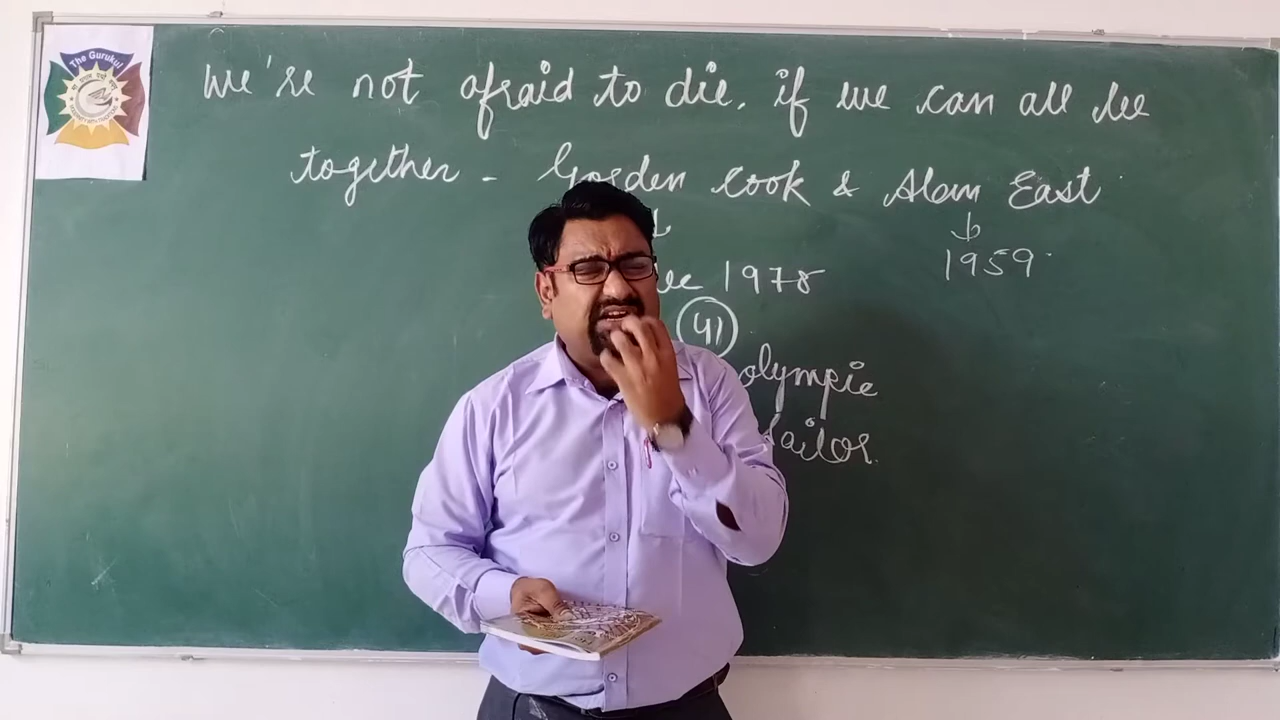 The Gurukul
We're not afraid to die, if we can all be
together - Gorden Cook & Alam East
1959
1978
41
olympic
sailor.